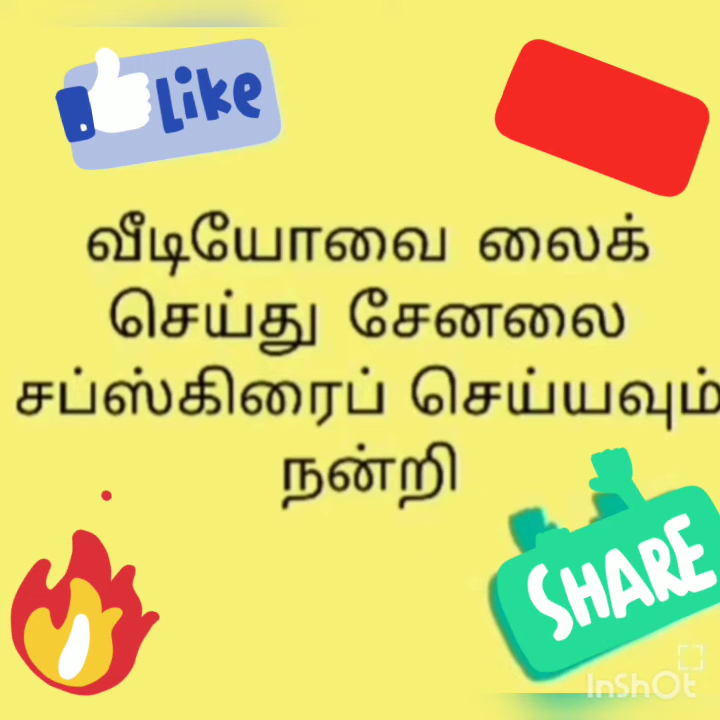 Like
வீடியோவை லைக்
செய்து சேனலை
சப்ஸ்கிரைப் செய்யவும்
நன்றி
SHARE
InShOt